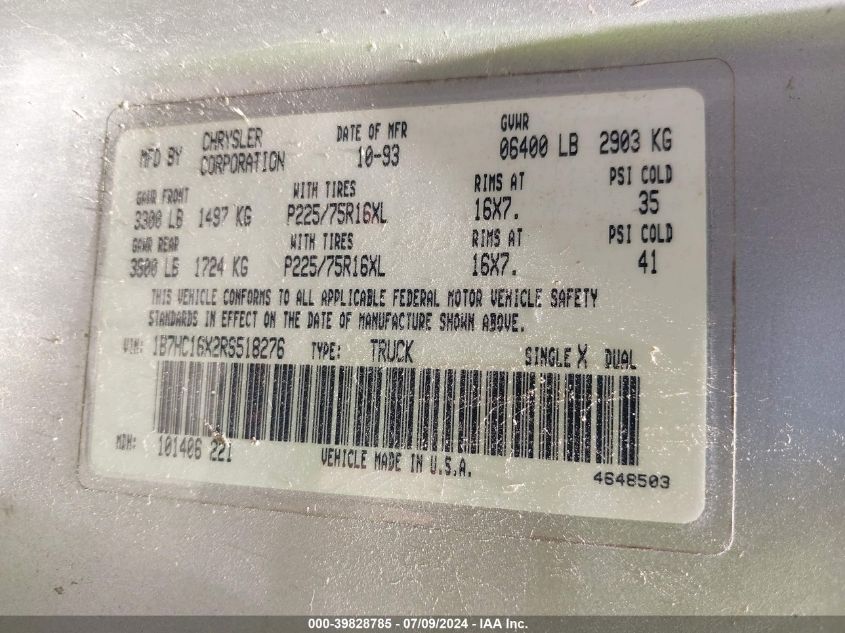 MFD BY CHRYSLER CORPORATION DATE OF MFR 10-93 GVWR 06400 LB 2903 KG
GAWR FRONT WITH TIRES RIMS AT PSI COLD
3300 LB 1497 KG P225/75R16XL 16X7. 35
GAWR REAR WITH TIRES RIMS AT PSI COLD
3800 LB 1724 KG P225/75R16XL 16X7. 41
THIS VEHICLE CONFORMS TO ALL APPLICABLE FEDERAL MOTOR VEHICLE SAFETY
STANDARDS IN EFFECT ON THE DATE OF MANUFACTURE SHOWN ABOVE.
VIN: 1B7HC16X2RS518276 TYPE: TRUCK SINGLE X DUAL
MDH: 101406 221 VEHICLE MADE IN U.S.A. 4648503
000-39828785 - 07/09/2024 - IAA Inc.